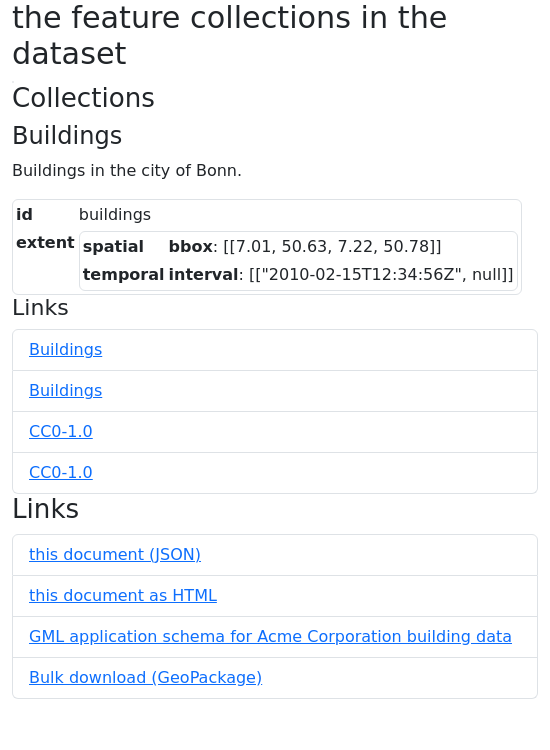 the feature collections in the
dataset
Collections
Buildings
Buildings in the city of Bonn.
id buildings
extent spatial bbox: [[7.01, 50.63, 7.22, 50.78]]
temporal interval: [["2010-02-15T12:34:56Z", null]]
Links
Buildings
Buildings
CC0-1.0
CC0-1.0
Links
this document (JSON)
this document as HTML
GML application schema for Acme Corporation building data
Bulk download (GeoPackage)